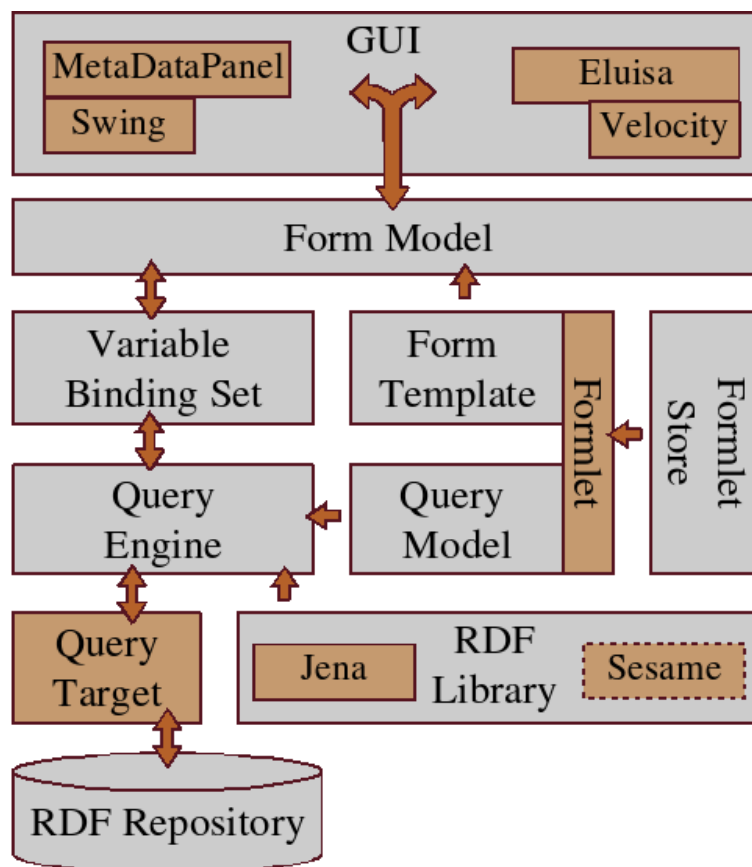 GUI
MetaDataPanel
Swing
Eluisa
Velocity
Form Model
Variable
Binding Set
Form
Template
Formlet
Formlet
Store
Query
Engine
Query
Model
Query
Target
RDF
Library
Jena
Sesame
RDF Repository